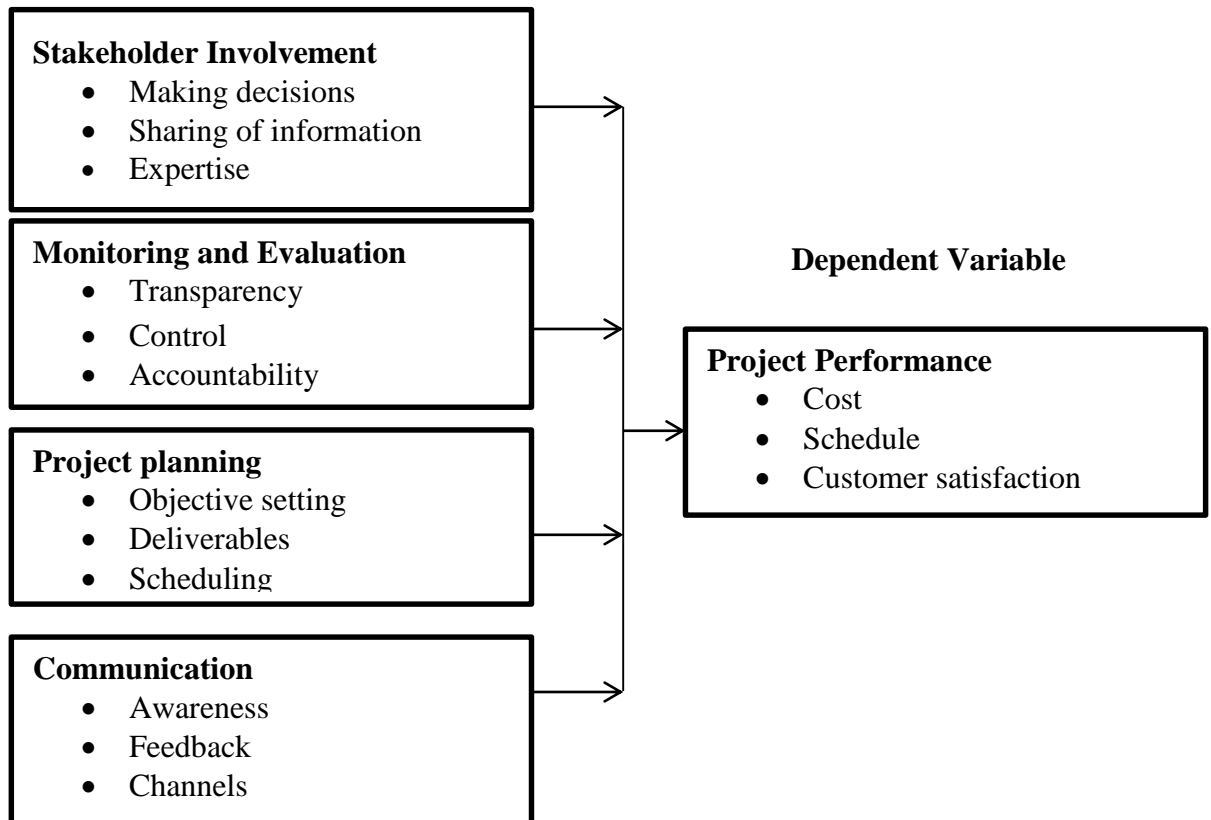 Stakeholder Involvement
• Making decisions
• Sharing of information
• Expertise
Monitoring and Evaluation
• Transparency
• Control
• Accountability
Project planning
• Objective setting
• Deliverables
• Scheduling
Communication
• Awareness
• Feedback
• Channels
Dependent Variable
Project Performance
• Cost
• Schedule
• Customer satisfaction